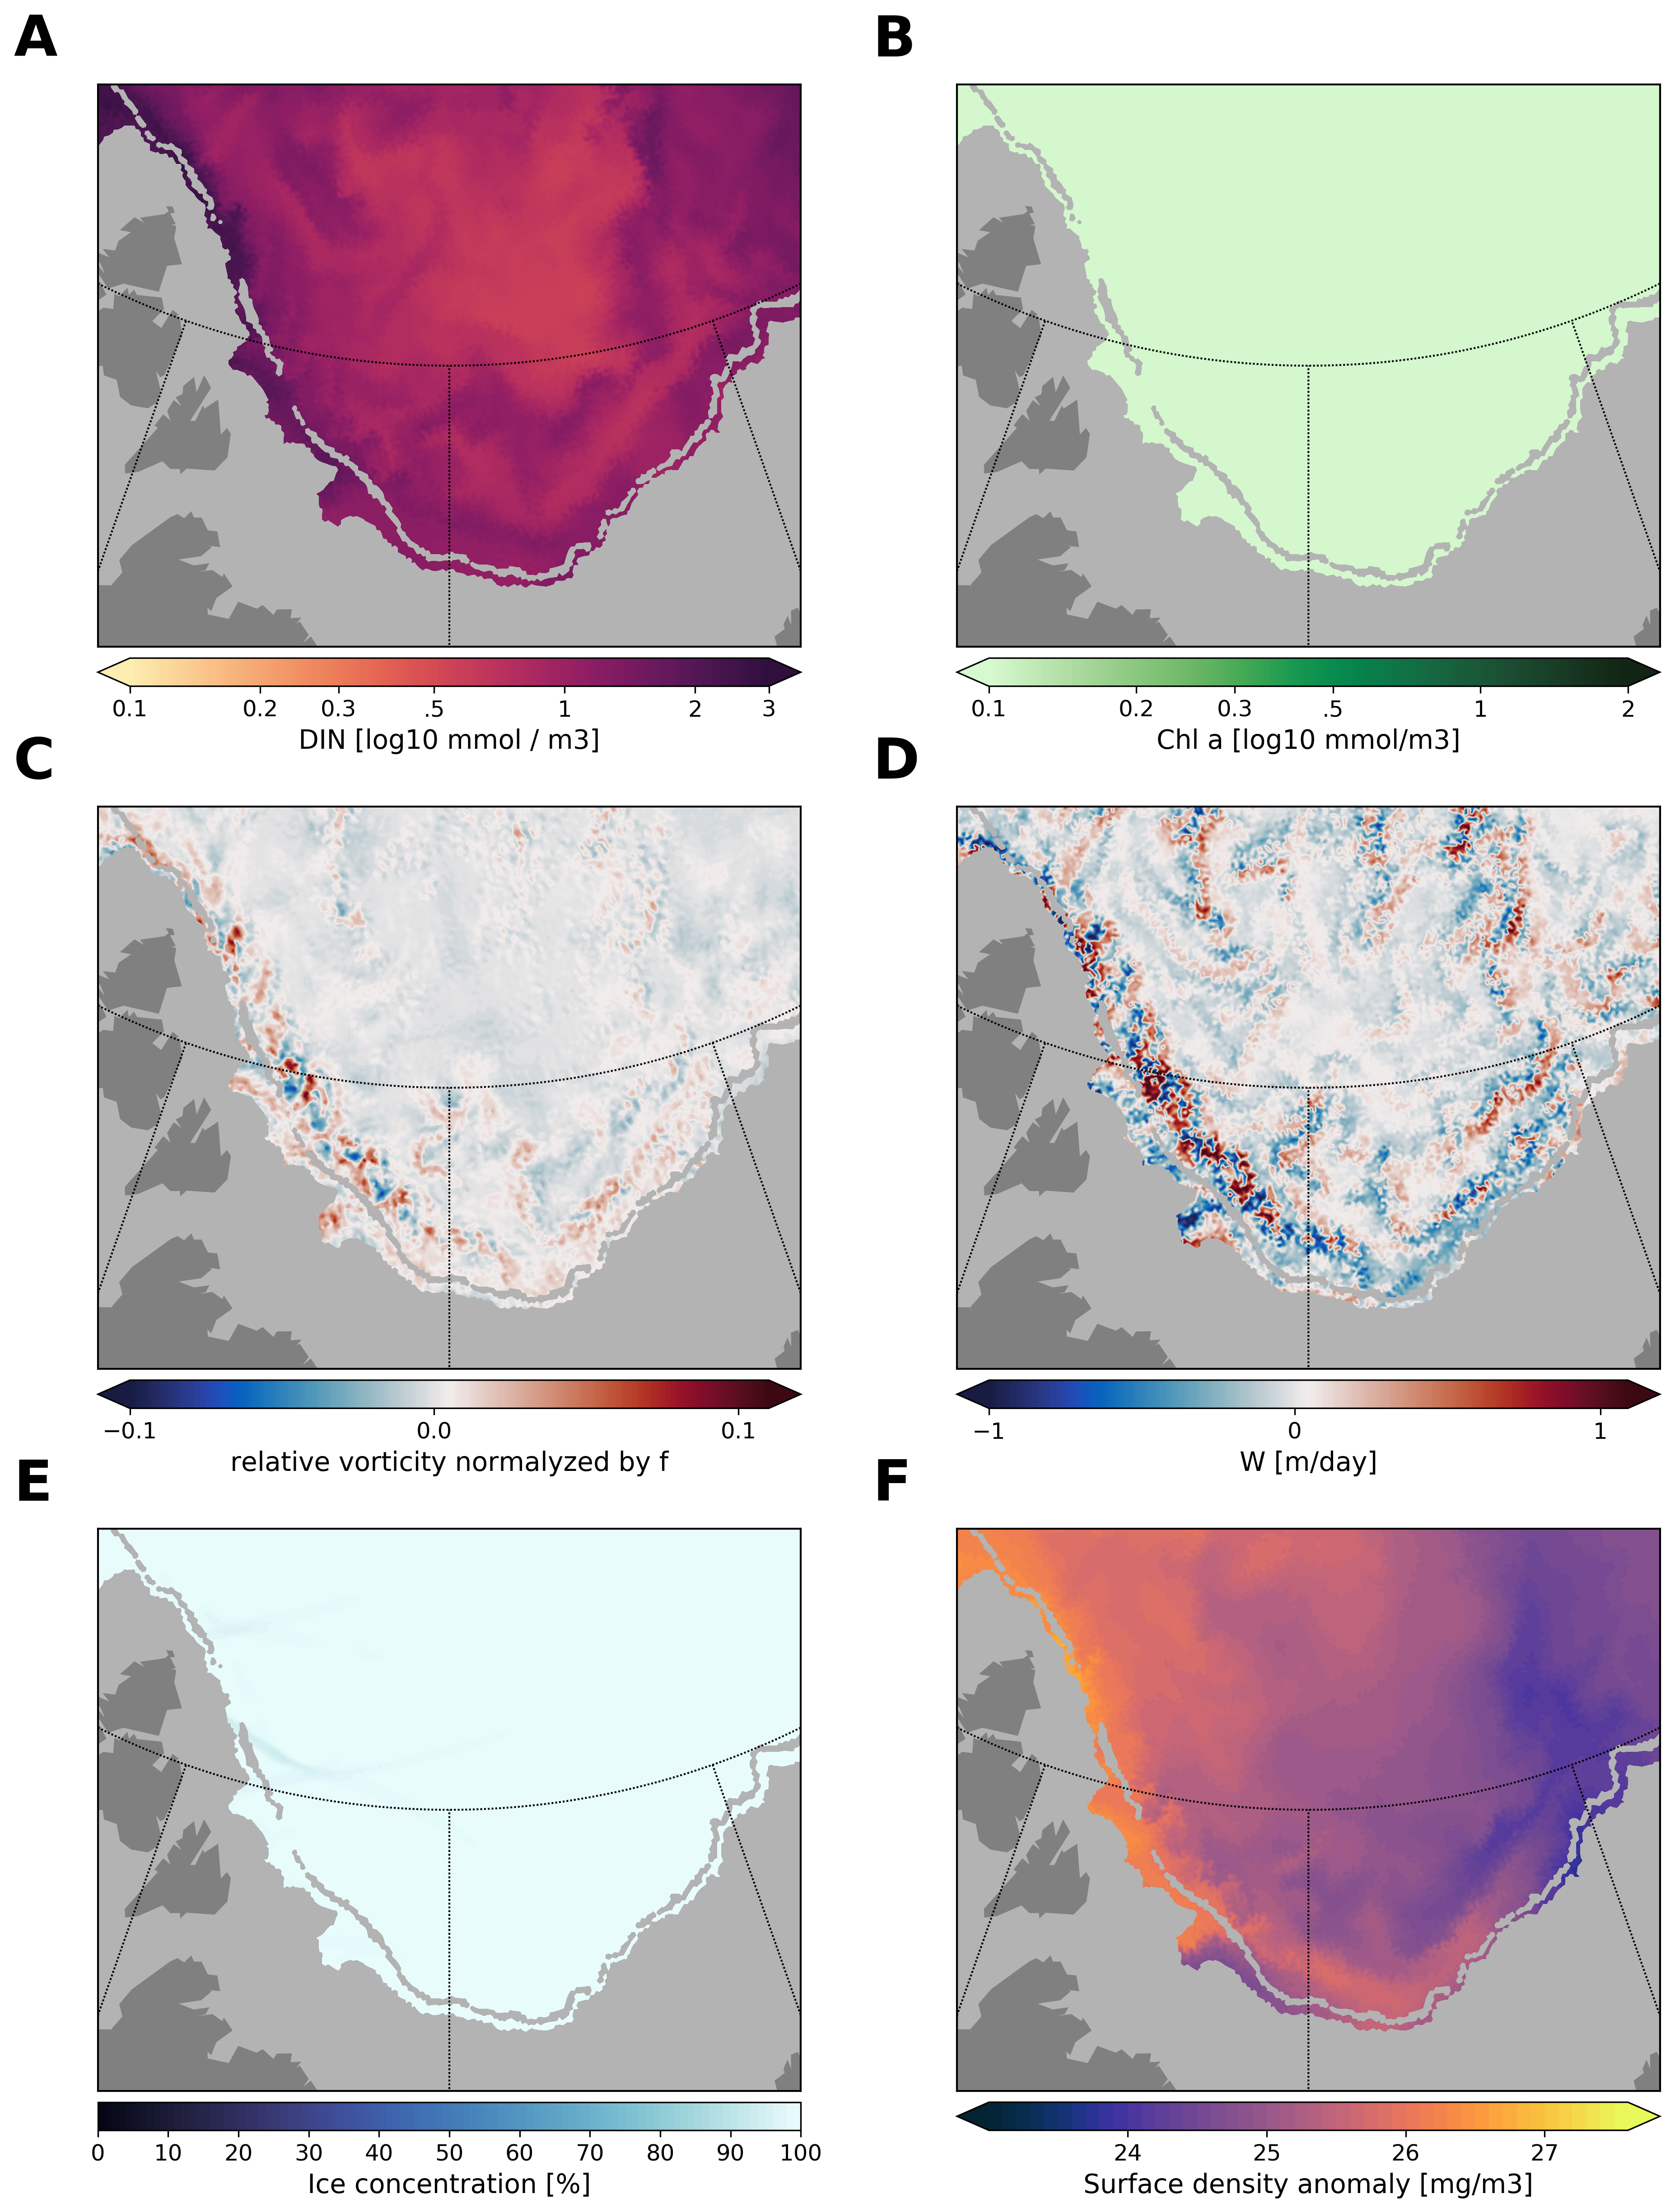 A
B
0.1 0.2 0.3 .5 1 2 3
DIN [log10 mmol / m3]
0.1 0.2 0.3 .5 1 2
Chl a [log10 mmol/m3]
C
D
−0.1 0.0 0.1
relative vorticity normalyzed by f
−1 0 1
W [m/day]
E
F
0 10 20 30 40 50 60 70 80 90 100
Ice concentration [%]
24 25 26 27
Surface density anomaly [mg/m3]